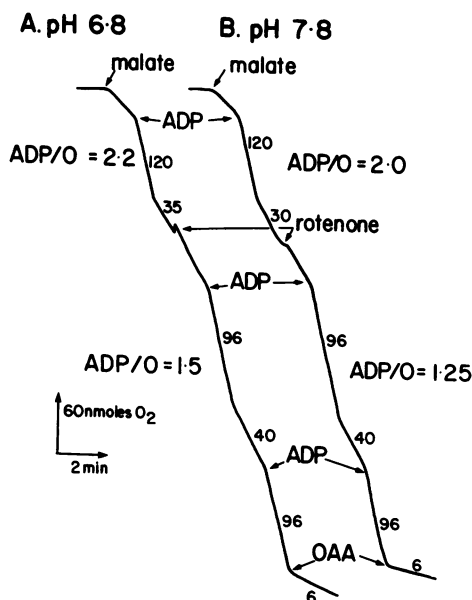 A. pH 6·8 B. pH 7·8
malate malate
ADP
ADP/O = 2·2 120 120 ADP/O = 2·0
35 30
rotenone
ADP
96 96
ADP/O = 1·5 ADP/O = 1·25
60nmoles O₂
2 min
40 40
ADP
96 96
OAA
6 6